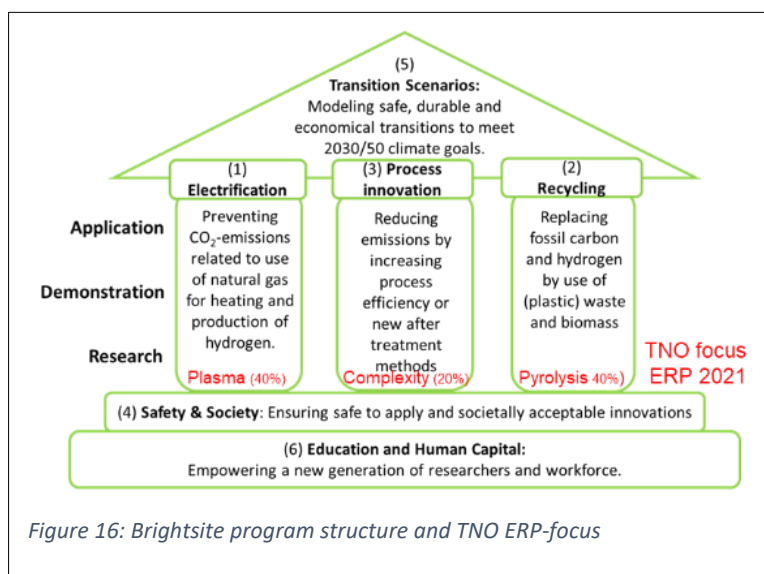 (5)
Transition Scenarios:
Modeling safe, durable and
economical transitions to meet
2030/50 climate goals.
(1)
Electrification
(3) Process
innovation
(2)
Recycling
Application
Demonstration
Research
Preventing
CO₂-emissions
related to use
of natural gas
for heating and
production of
hydrogen.
Plasma (40%)
Reducing
emissions by
increasing
process
efficiency or
new after
treatment
methods
Complexity (20%)
Replacing
fossil carbon
and hydrogen
by use of
(plastic) waste
and biomass
Pyrolysis 40%)
TNO focus
ERP 2021
(4) Safety & Society: Ensuring safe to apply and societally acceptable innovations
(6) Education and Human Capital:
Empowering a new generation of researchers and workforce.
Figure 16: Brightsite program structure and TNO ERP-focus